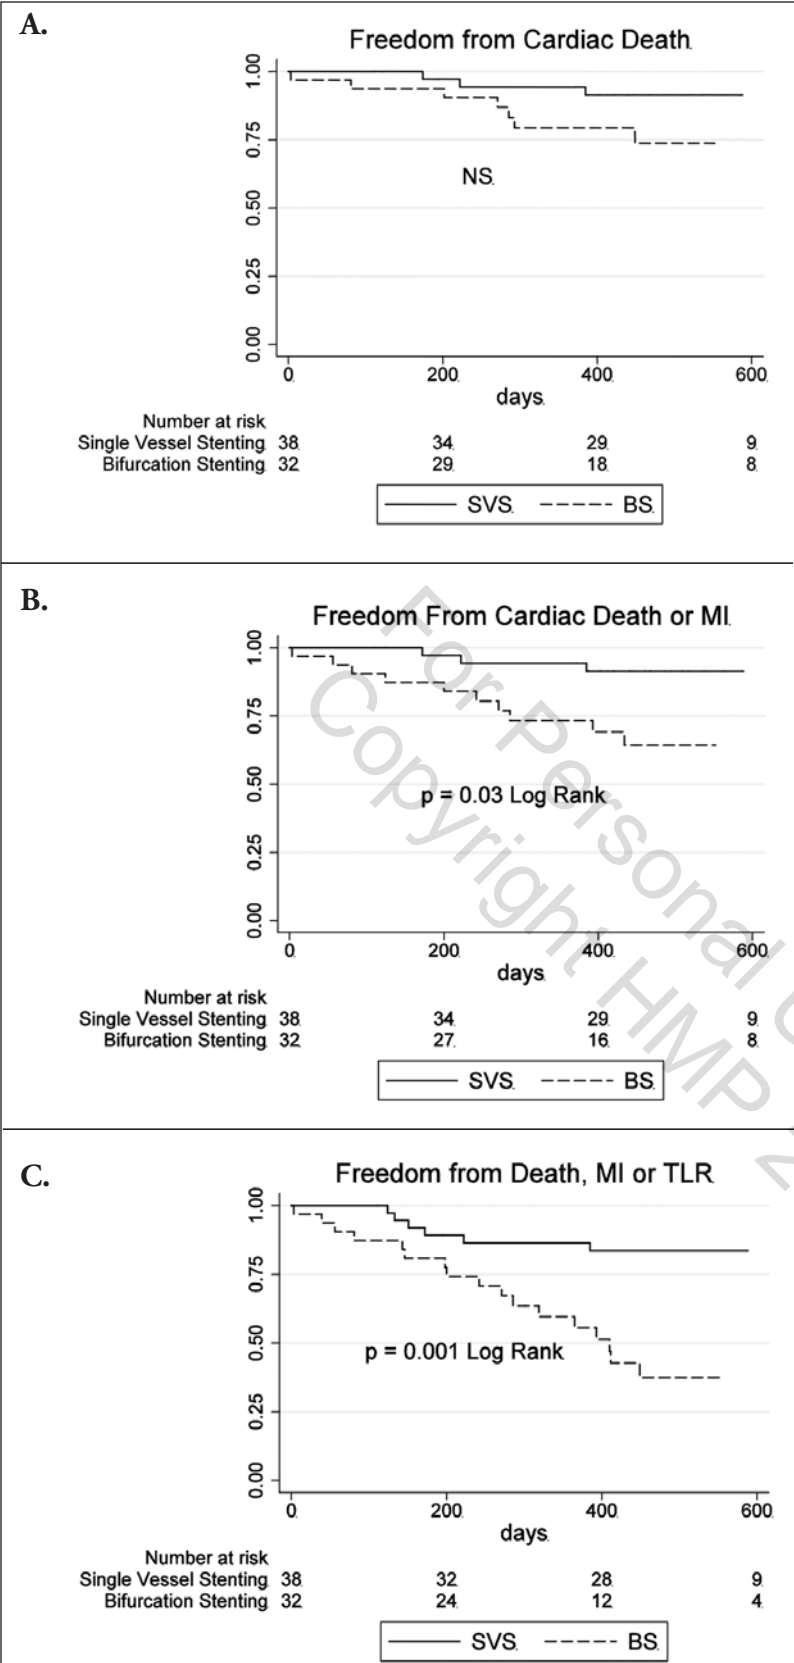 A.
Freedom from Cardiac Death
1.00
0.75
0.50
0.25
0.00
NS
0 200 400 600
days
Number at risk
Single Vessel Stenting 38 34 29 9
Bifurcation Stenting 32 29 18 8
SVS BS
B.
Freedom From Cardiac Death or MI
1.00
0.75
0.50
0.25
0.00
p = 0.03 Log Rank
0 200 400 600
days
Number at risk
Single Vessel Stenting 38 34 29 9
Bifurcation Stenting 32 27 16 8
SVS BS
C.
Freedom from Death, MI or TLR
1.00
0.75
0.50
0.25
0.00
p = 0.001 Log Rank
0 200 400 600
days
Number at risk
Single Vessel Stenting 38 32 28 9
Bifurcation Stenting 32 24 12 4
SVS BS
For Personal
Copyright HMP